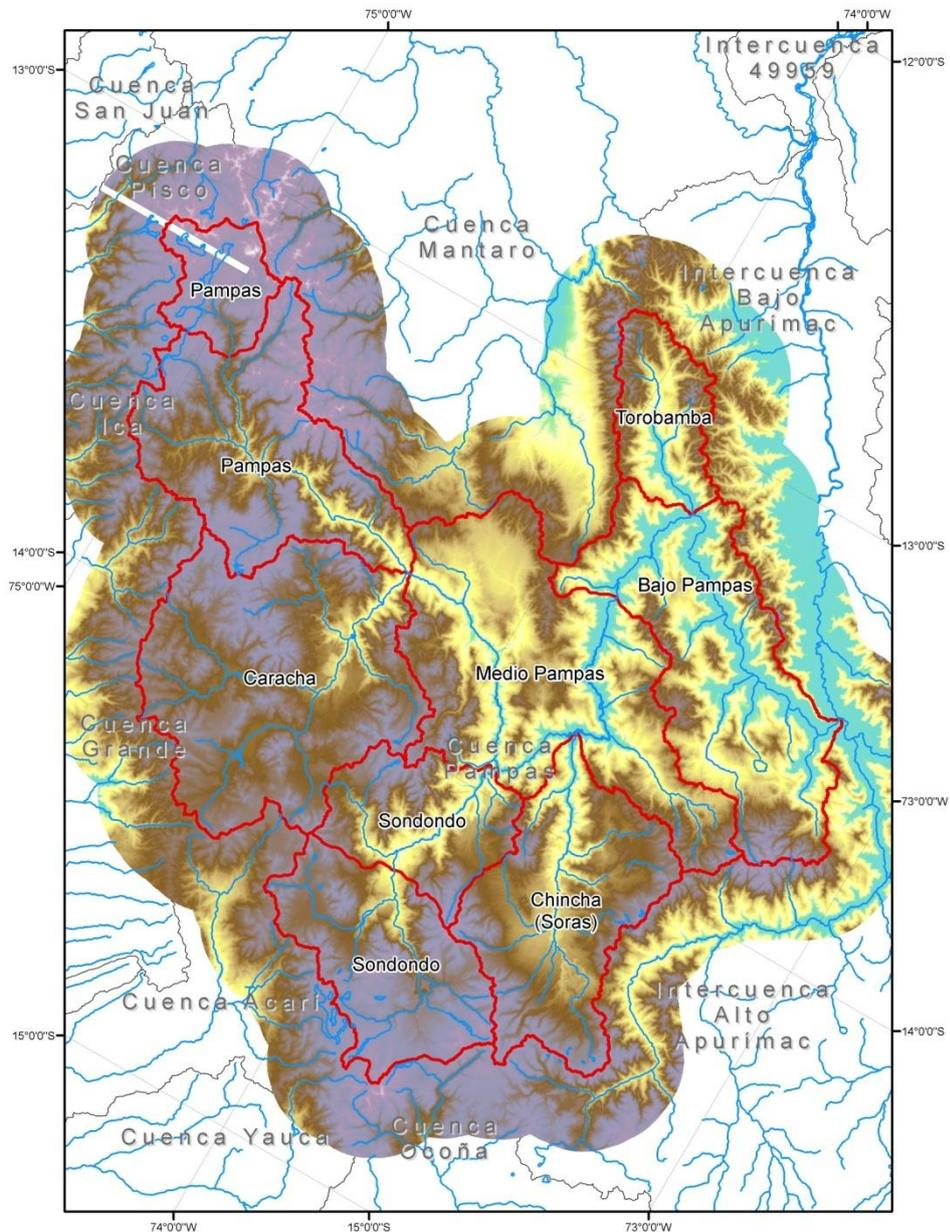 75°0'0"W
74°0'0"W
13°0'0"S
12°0'0"S
Intercuenca
49959
Cuenca
San Juan
Cuenca
Pisco
Cuenca
Mantaro
Intercuenca
Bajo
Apurímac
Pampas
Cuenca
Ica
Torobamba
Pampas
14°0'0"S
75°0'0"W
13°0'0"S
Bajo Pampas
Caracha
Medio Pampas
Cuenca
Grande
Cuenca
Pampas
73°0'0"W
Sondondo
Chincha
(Soras)
Sondondo
Cuenca Acarí
Intercuenca
Alto
Apurímac
15°0'0"S
14°0'0"S
Cuenca Yauca
Cuenca
Ocoña
74°0'0"W
15°0'0"S
73°0'0"W